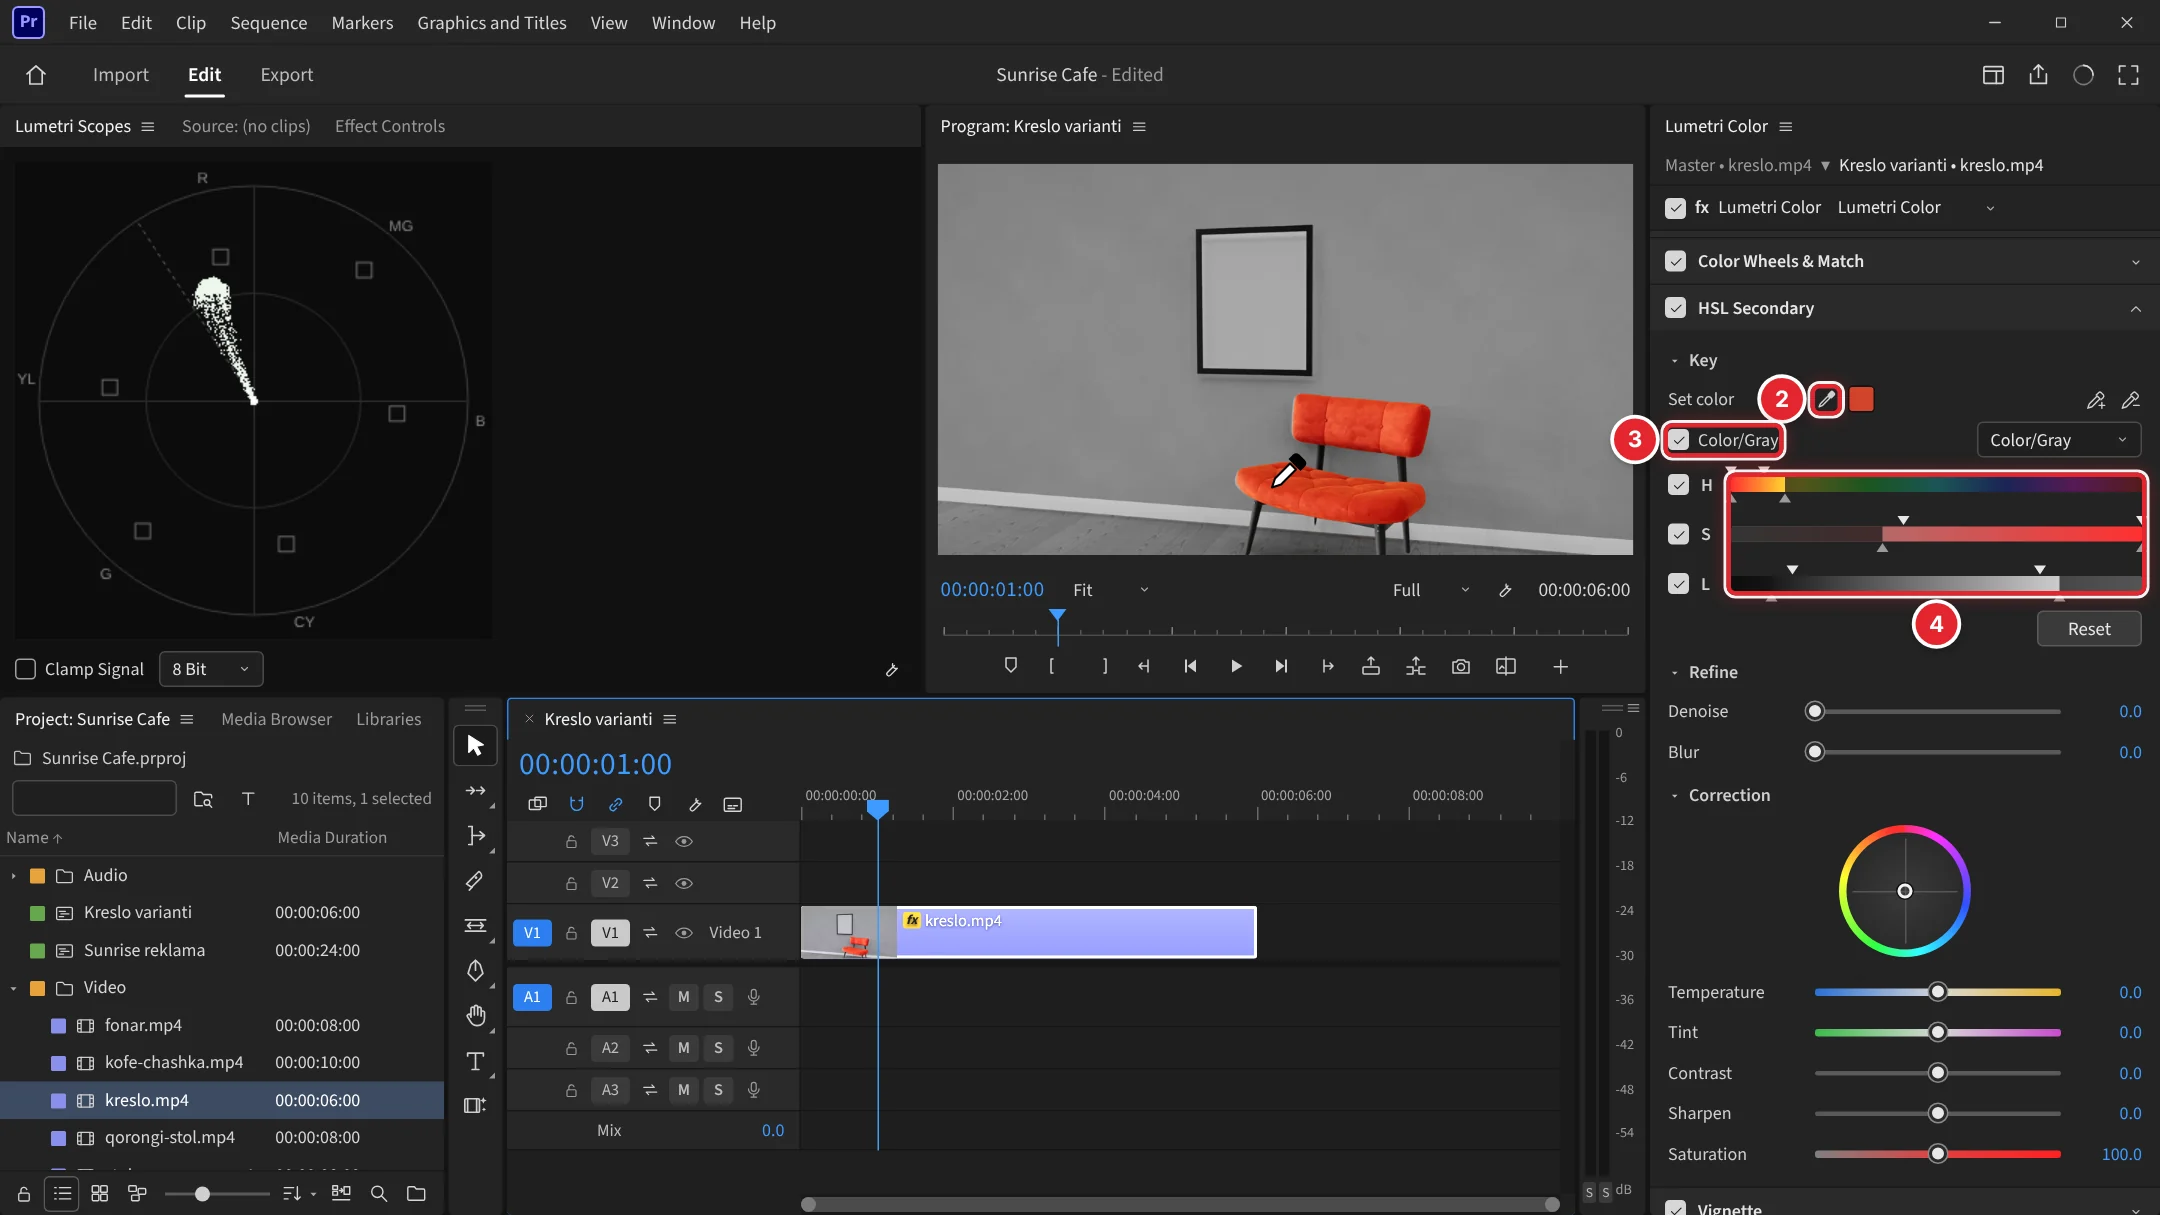 Pr File Edit Clip Sequence Markers Graphics and Titles View Window Help
Import Edit Export Sunrise Cafe - Edited
Lumetri Scopes Source: (no clips) Effect Controls
R
MG
YL
B
G
CY
Clamp Signal 8 Bit
Program: Kreslo varianti
00:00:01:00 Fit Full 00:00:06:00
Lumetri Color
Master • kreslo.mp4 Kreslo varianti • kreslo.mp4
fx Lumetri Color Lumetri Color
Color Wheels & Match
HSL Secondary
Key
Set color 2
3 Color/Gray Color/Gray
H
S
L
4
Reset
Refine
Denoise 0.0
Blur 0.0
Correction
Temperature 0.0
Tint 0.0
Contrast 0.0
Sharpen 0.0
Saturation 100.0
Vignette
Project: Sunrise Cafe Media Browser Libraries
Sunrise Cafe.prproj
10 items, 1 selected
Name Media Duration
Audio
Kreslo varianti 00:00:06:00
Sunrise reklama 00:00:24:00
Video
fonar.mp4 00:00:08:00
kofe-chashka.mp4 00:00:10:00
kreslo.mp4 00:00:06:00
qorongi-stol.mp4 00:00:08:00
Kreslo varianti
00:00:01:00
00:00:00:00 00:00:02:00 00:00:04:00 00:00:06:00 00:00:08:00
V3
V2
V1 V1 Video 1 fx kreslo.mp4
A1 A1 M S
A2 M S
A3 M S
Mix 0.0
0
-6
-12
-18
-24
-30
-36
-42
-48
-54
S S dB